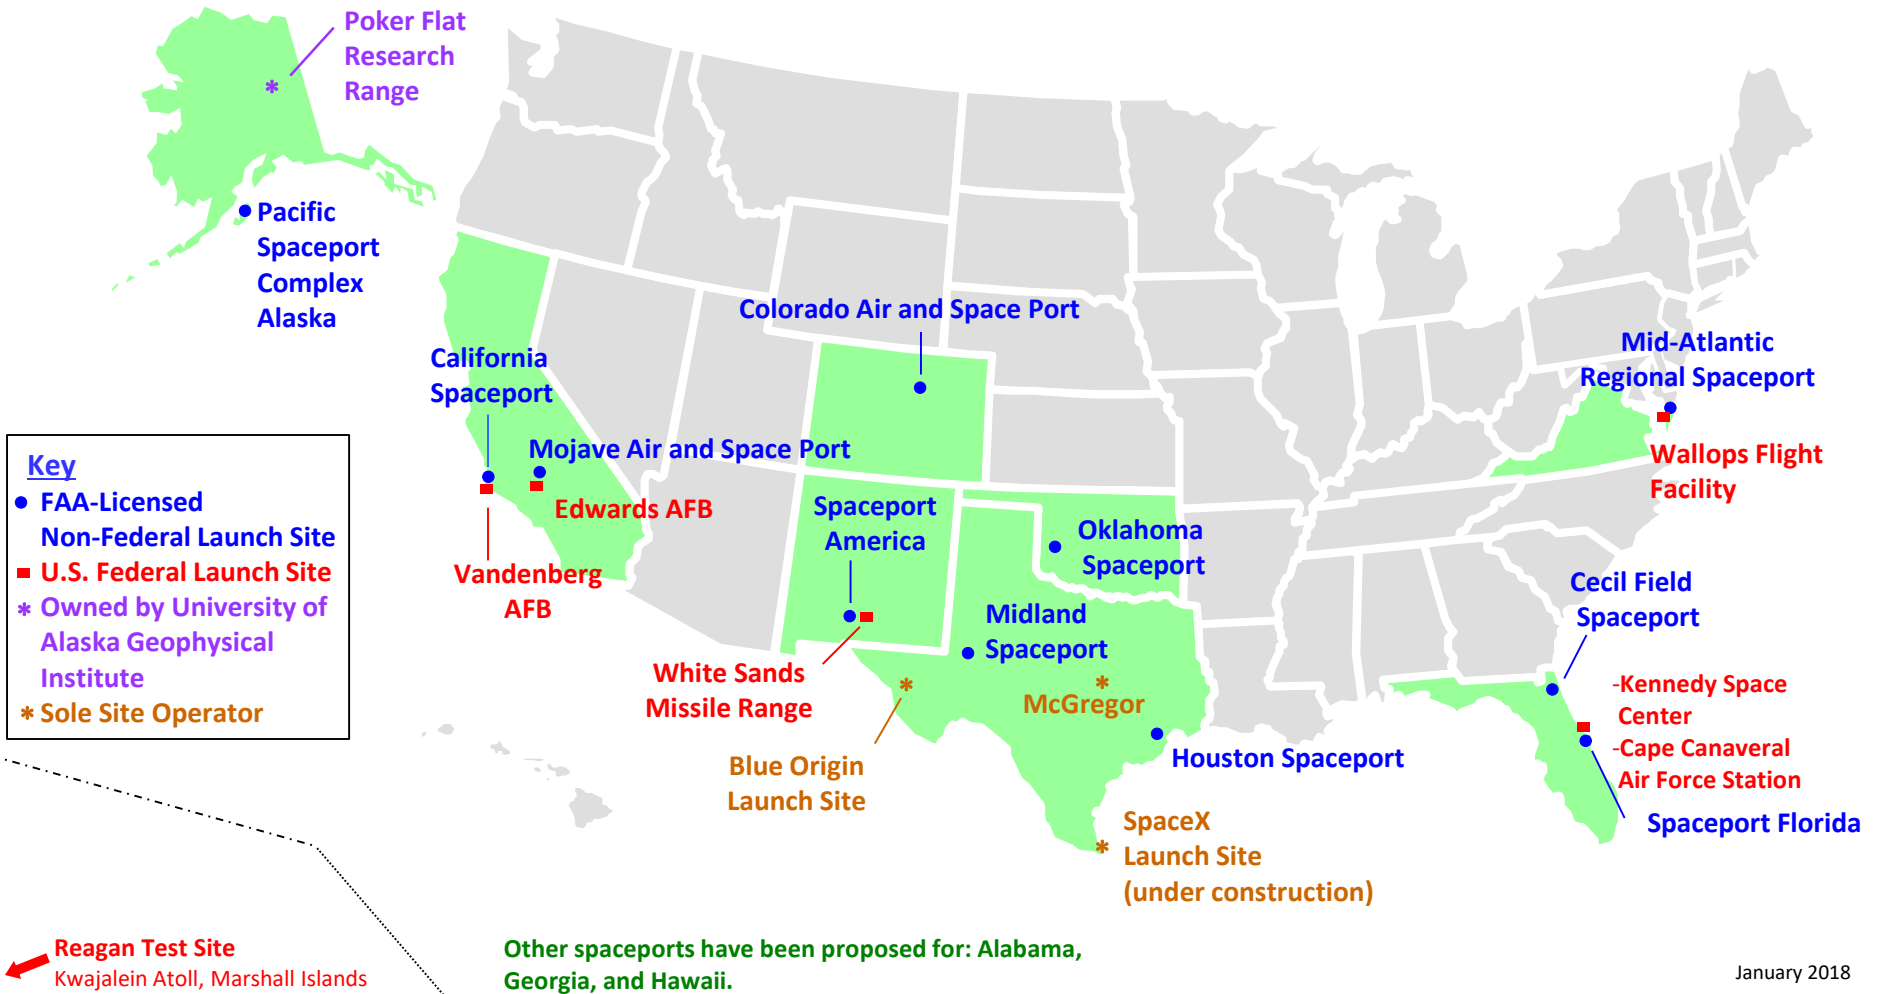 Poker Flat
Research
Range
Pacific
Spaceport
Complex
Alaska
California
Spaceport
Colorado Air and Space Port
Mid-Atlantic
Regional Spaceport
Wallops Flight
Facility
Mojave Air and Space Port
Edwards AFB
Vandenberg
AFB
Spaceport
America
Oklahoma
Spaceport
Midland
Spaceport
White Sands
Missile Range
McGregor
Blue Origin
Launch Site
Houston Spaceport
SpaceX
Launch Site
(under construction)
Cecil Field
Spaceport
-Kennedy Space
Center
-Cape Canaveral
Air Force Station
Spaceport Florida
Key
FAA-Licensed
Non-Federal Launch Site
U.S. Federal Launch Site
* Owned by University of
Alaska Geophysical
Institute
* Sole Site Operator
Reagan Test Site
Kwajalein Atoll, Marshall Islands
Other spaceports have been proposed for: Alabama,
Georgia, and Hawaii.
January 2018